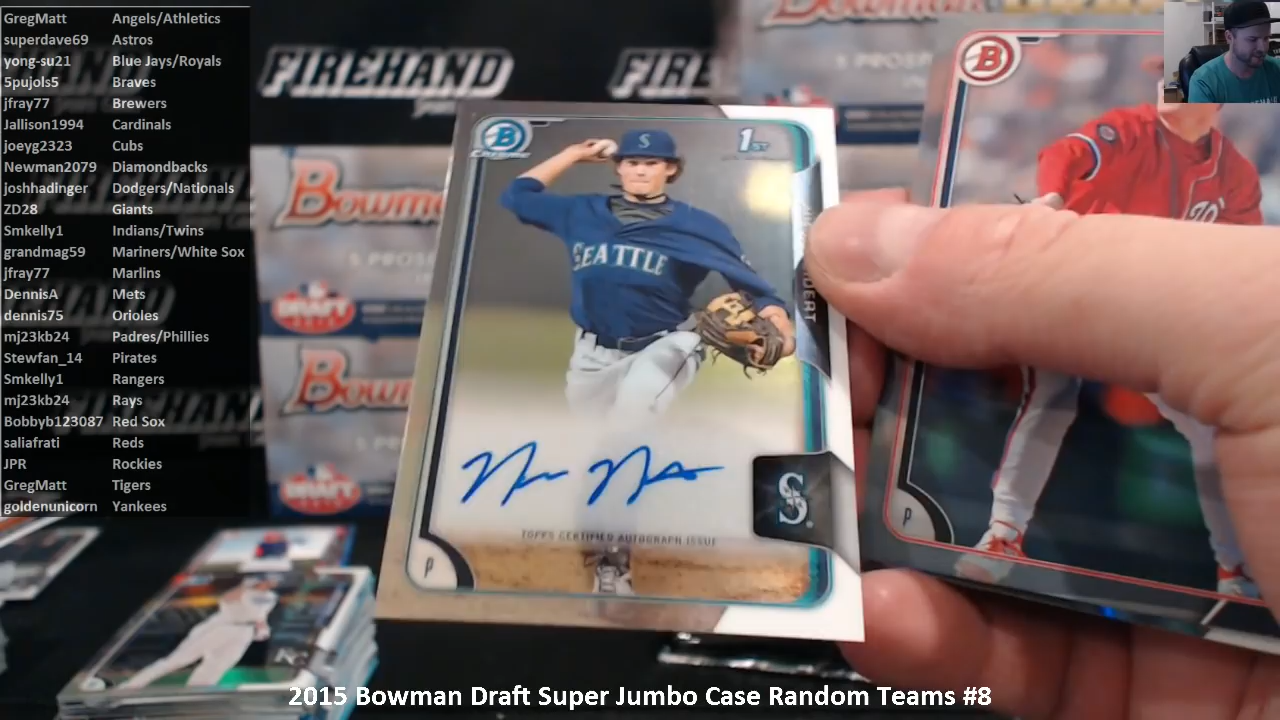 GregMatt Angels/Athletics
superdave69 Astros
yong-su21 Blue Jays/Royals
5pujols5 Braves
jfray77 Brewers
Jallison1994 Cardinals
joeyg2323 Cubs
Newman2079 Diamondbacks
Joshhadinger Dodgers/Nationals
ZD28 Giants
Smkelly1 Indians/Twins
grandmag59 Mariners/White Sox
jfray77 Marlins
DennisA Mets
dennis75 Orioles
mj23kb24 Padres/Phillies
Stewfan_14 Pirates
Smkelly1 Rangers
mj23kb24 Rays
Bobbyb123087 Red Sox
saliafrati Reds
JPR Rockies
GregMatt Tigers
goldenunicorn Yankees
FIREHAND
Bowman
DRAFT
B
CHROME
1ST
S
SEATTLE
TOPPS CERTIFIED AUTOGRAPH ISSUE
S
P
B
P
2015 Bowman Draft Super Jumbo Case Random Teams #8